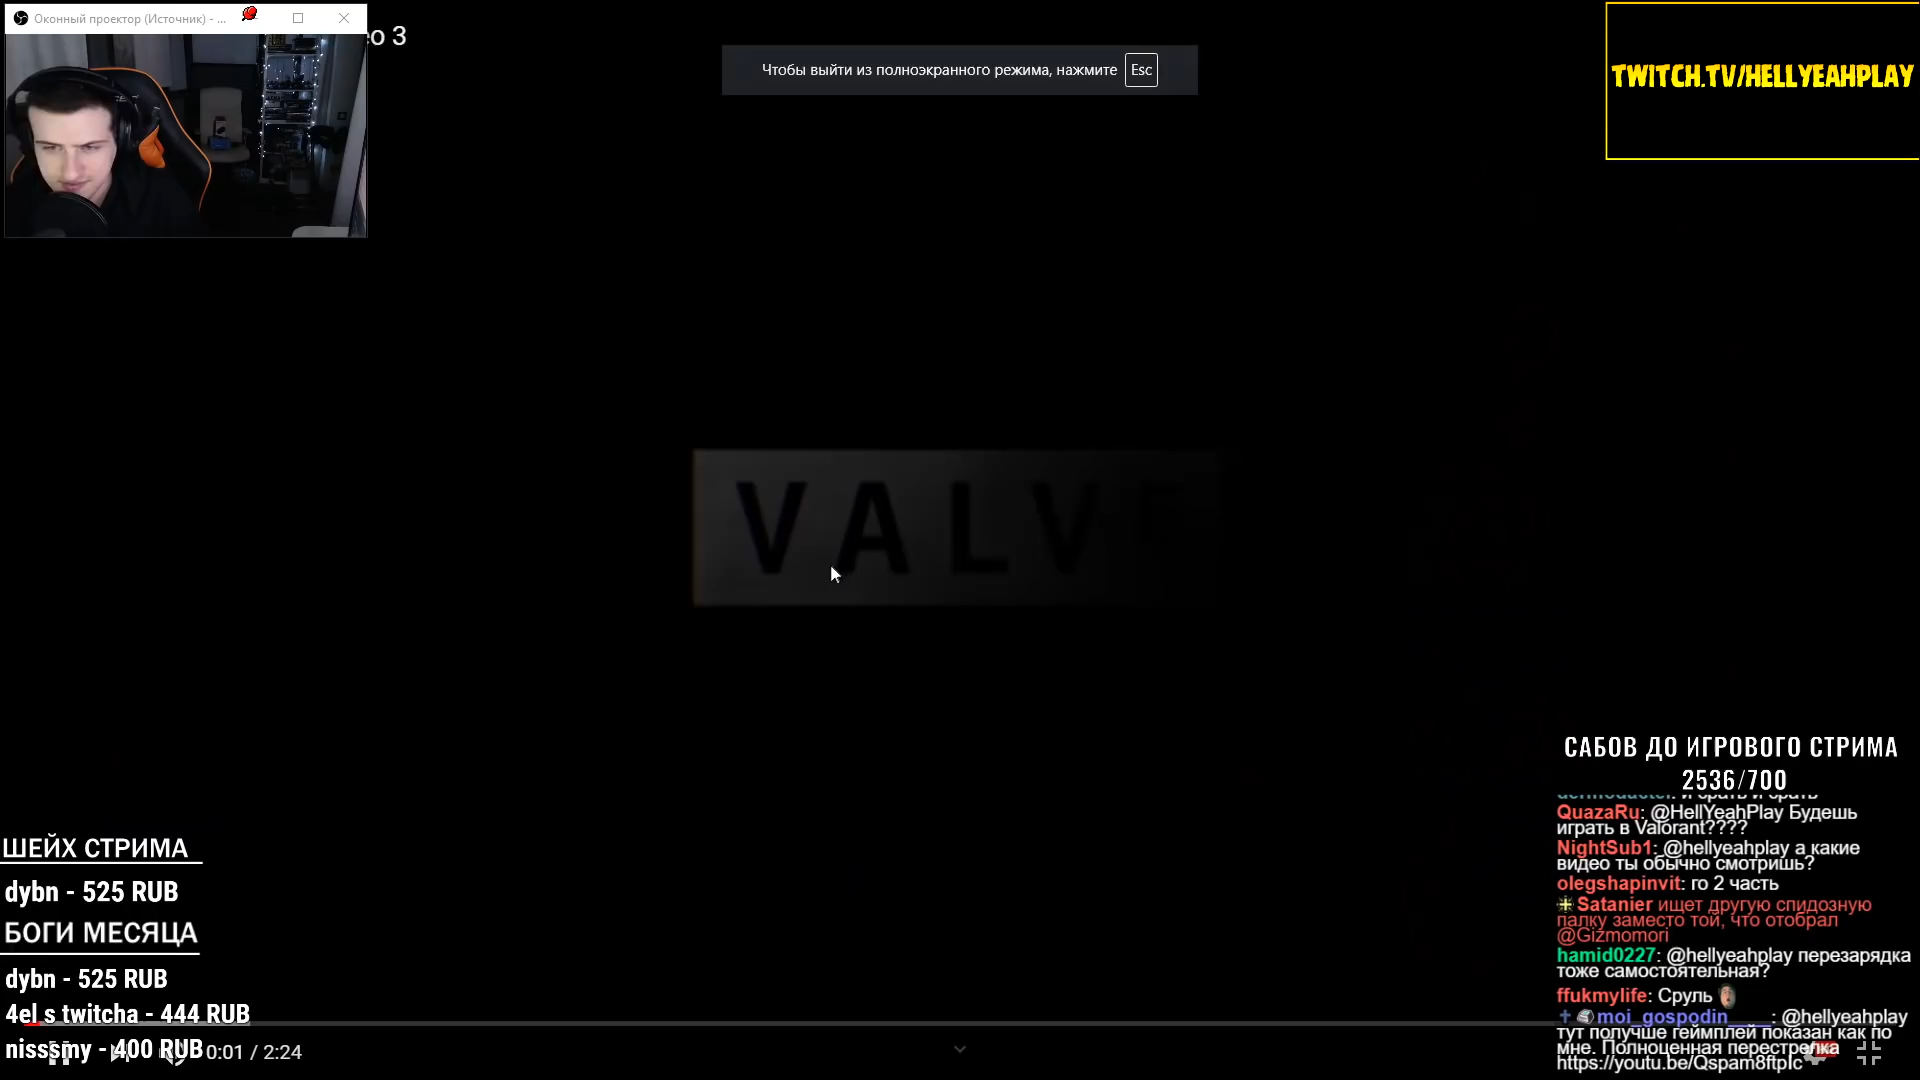 Оконный проектор (Источник) - ...
eo 3
Чтобы выйти из полноэкранного режима, нажмите Esc
TWITCH.TV/HELLYEAHPLAY
VALVE
САБОВ ДО ИГРОВОГО СТРИМА
2536/700
QuazaRu: @HellYeahPlay Будешь
играть в Valorant????
NightSub1: @hellyeahplay а какие
видео ты обычно смотришь?
olegshapinvit: го 2 часть
Satanier ищет другую спидозную
палку заместо той, что отобрал
@Gizmomori
hamid0227: @hellyeahplay перезарядка
тоже самостоятельная?
ffukmylife: Сруль
moi_gospodin____: @hellyeahplay
тут получше геймплей показан как по
мне. Полноценная перестрелка
https://youtu.be/Qspam8ftpIc
ШЕЙХ СТРИМА
dybn - 525 RUB
БОГИ МЕСЯЦА
dybn - 525 RUB
4el s twitcha - 444 RUB
nisssmy - 400 RUB
0:01 / 2:24